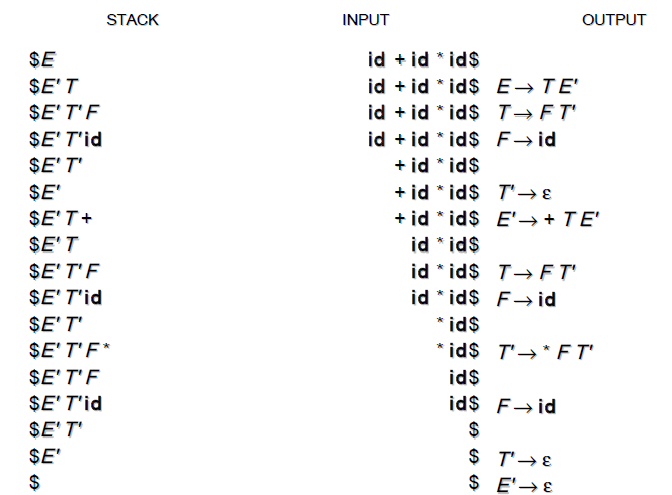 STACK INPUT OUTPUT
$E id + id * id$
$E' T id + id * id$ E → T E'
$E' T' F id + id * id$ T → F T'
$E' T' id id + id * id$ F → id
$E' T' + id * id$
$E' + id * id$ T' → ε
$E' T + + id * id$ E' → + T E'
$E' T id * id$
$E' T' F id * id$ T → F T'
$E' T' id id * id$ F → id
$E' T' * id$
$E' T' F * * id$ T' → * F T'
$E' T' F id$
$E' T' id id$ F → id
$E' T' $
$E' $ T' → ε
$ $ E' → ε